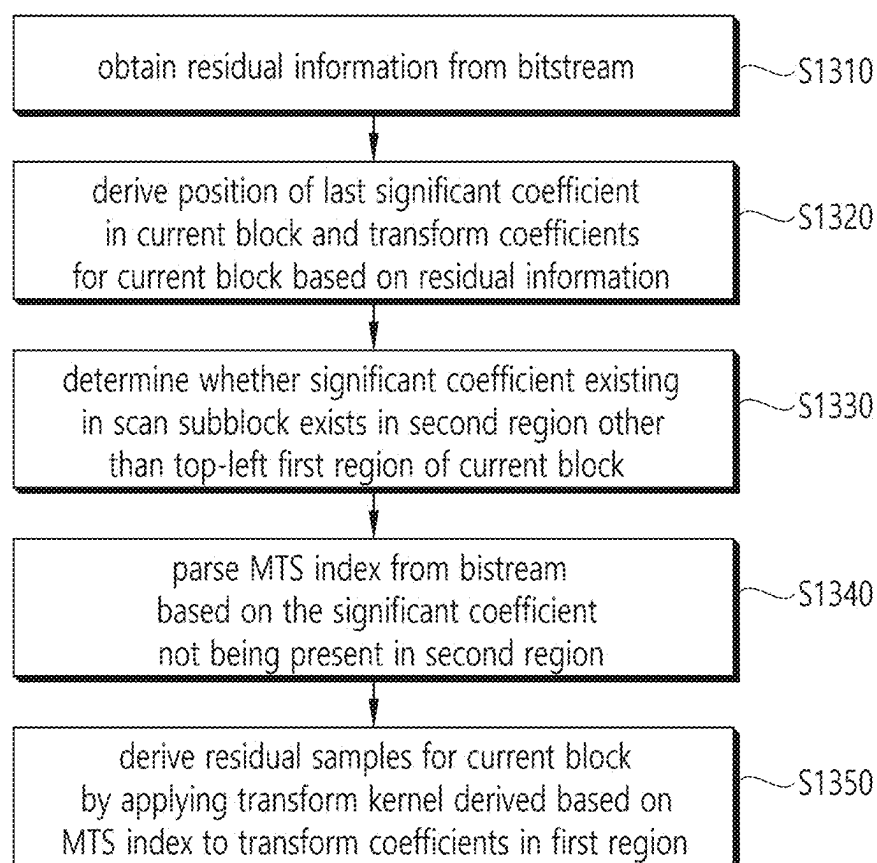 obtain residual information from bitstream
S1310
derive position of last significant coefficient
in current block and transform coefficients
for current block based on residual information
S1320
determine whether significant coefficient existing
in scan subblock exists in second region other
than top-left first region of current block
S1330
parse MTS index from bistream
based on the significant coefficient
not being present in second region
S1340
derive residual samples for current block
by applying transform kernel derived based on
MTS index to transform coefficients in first region
S1350